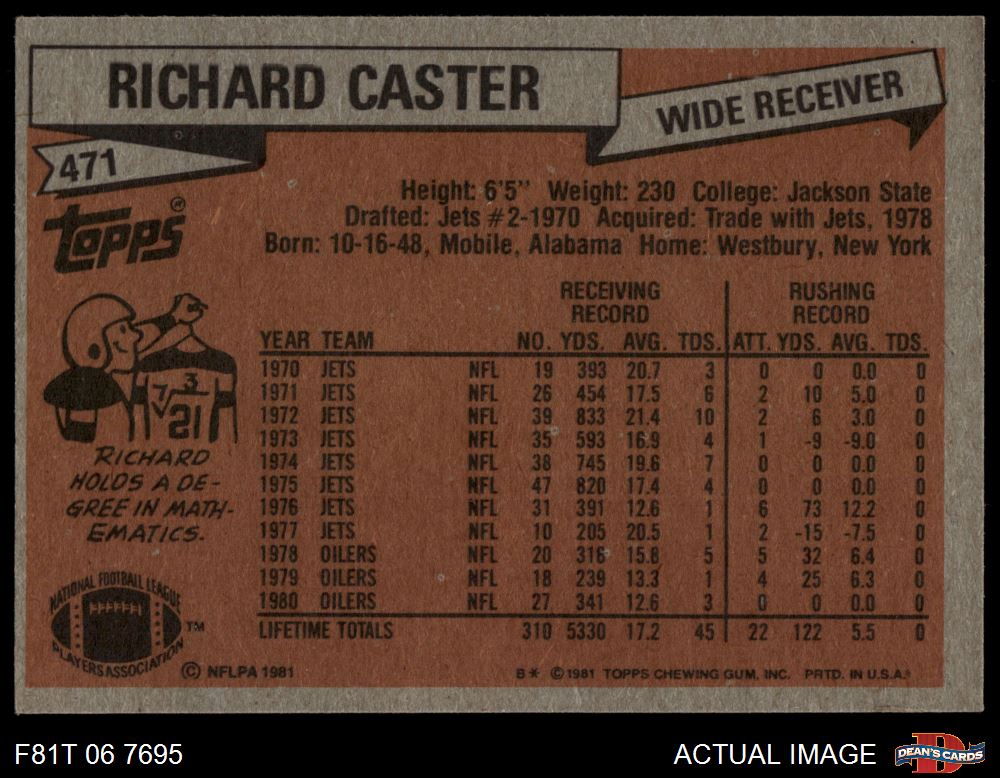 RICHARD CASTER
WIDE RECEIVER
471
topps®
Height: 6'5" Weight: 230 College: Jackson State
Drafted: Jets #2-1970 Acquired: Trade with Jets, 1978
Born: 10-16-48, Mobile, Alabama Home: Westbury, New York
RECEIVING RECORD RUSHING RECORD
YEAR TEAM NO. YDS. AVG. TDS. ATT. YDS. AVG. TDS.
1970 JETS NFL 19 393 20.7 3 0 0 0.0 0
1971 JETS NFL 26 454 17.5 6 2 10 5.0 0
1972 JETS NFL 39 833 21.4 10 2 6 3.0 0
1973 JETS NFL 35 593 16.9 4 1 -9 -9.0 0
1974 JETS NFL 38 745 19.6 7 0 0 0.0 0
1975 JETS NFL 47 820 17.4 4 0 0 0.0 0
1976 JETS NFL 31 391 12.6 1 6 73 12.2 0
1977 JETS NFL 10 205 20.5 1 2 -15 -7.5 0
1978 OILERS NFL 20 316 15.8 5 5 32 6.4 0
1979 OILERS NFL 18 239 13.3 1 4 25 6.3 0
1980 OILERS NFL 27 341 12.6 3 0 0 0.0 0
LIFETIME TOTALS 310 5330 17.2 45 22 122 5.5 0
3
7√21
RICHARD
HOLDS A DE-
GREE IN MATH-
EMATICS.
NATIONAL FOOTBALL LEAGUE
PLAYERS ASSOCIATION
TM
© NFLPA 1981
B* ©1981 TOPPS CHEWING GUM, INC. PRTD. IN U.S.A.
F81T 06 7695
ACTUAL IMAGE
DEAN'S CARDS